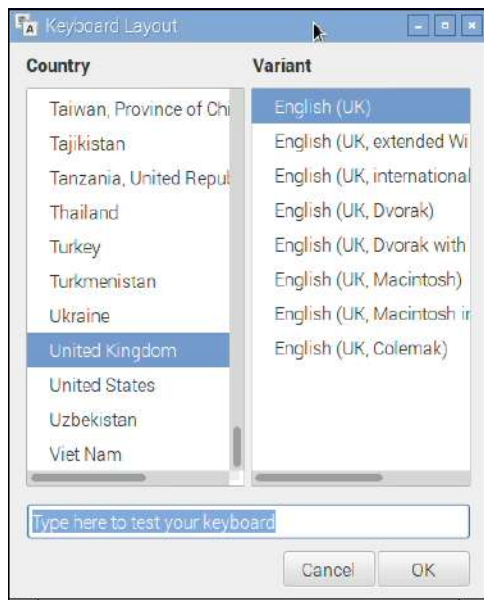 Keyboard Layout
Country
Variant
Taiwan, Province of Chi
Tajikistan
Tanzania, United Republ
Thailand
Turkey
Turkmenistan
Ukraine
United Kingdom
United States
Uzbekistan
Viet Nam
English (UK)
English (UK, extended Wi
English (UK, international
English (UK, Dvorak)
English (UK, Dvorak with
English (UK, Macintosh)
English (UK, Macintosh in
English (UK, Colemak)
Type here to test your keyboard
Cancel
OK